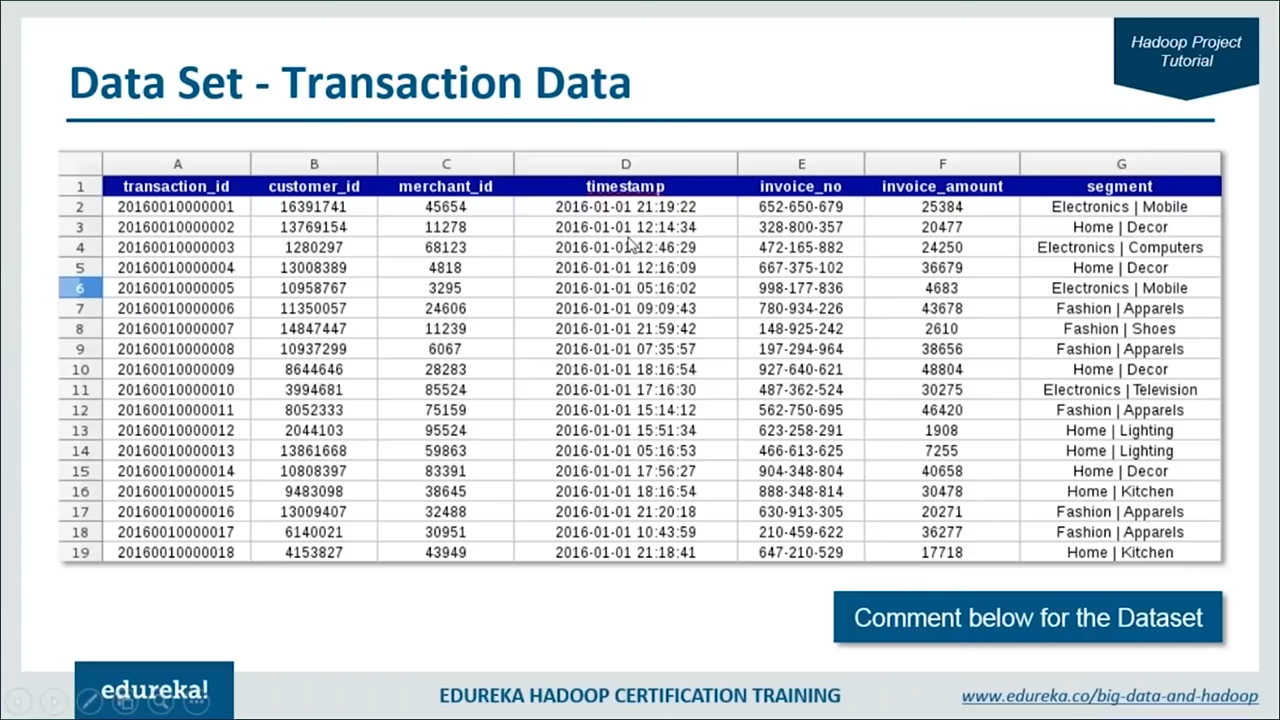 Hadoop Project
Tutorial
Data Set - Transaction Data
A B C D E F G
1 transaction_id customer_id merchant_id timestamp invoice_no invoice_amount segment
2 20160010000001 16391741 45654 2016-01-01 21:19:22 652-650-679 25384 Electronics | Mobile
3 20160010000002 13769154 11278 2016-01-01 12:14:34 328-800-357 20477 Home | Decor
4 20160010000003 1280297 68123 2016-01-01 12:46:29 472-165-882 24250 Electronics | Computers
5 20160010000004 13008389 4818 2016-01-01 12:16:09 667-375-102 36679 Home | Decor
6 20160010000005 10958767 3295 2016-01-01 05:16:02 998-177-836 4683 Electronics | Mobile
7 20160010000006 11350057 24606 2016-01-01 09:09:43 780-934-226 43678 Fashion | Apparels
8 20160010000007 14847447 11239 2016-01-01 21:59:42 148-925-242 2610 Fashion | Shoes
9 20160010000008 10937299 6067 2016-01-01 07:35:57 197-294-964 38656 Fashion | Apparels
10 20160010000009 8644646 28283 2016-01-01 18:16:54 927-640-621 48804 Home | Decor
11 20160010000010 3994681 85524 2016-01-01 17:16:30 487-362-524 30275 Electronics | Television
12 20160010000011 8052333 75159 2016-01-01 15:14:12 562-750-695 46420 Fashion | Apparels
13 20160010000012 2044103 95524 2016-01-01 15:51:34 623-258-291 1908 Home | Lighting
14 20160010000013 13861668 59863 2016-01-01 05:16:53 466-613-625 7255 Home | Lighting
15 20160010000014 10808397 83391 2016-01-01 17:56:27 904-348-804 40658 Home | Decor
16 20160010000015 9483098 38645 2016-01-01 18:16:54 888-348-814 30478 Home | Kitchen
17 20160010000016 13009407 32488 2016-01-01 21:20:18 630-913-305 20271 Fashion | Apparels
18 20160010000017 6140021 30951 2016-01-01 10:43:59 210-459-622 36277 Fashion | Apparels
19 20160010000018 4153827 43949 2016-01-01 21:18:41 647-210-529 17718 Home | Kitchen
Comment below for the Dataset
edureka!
EDUREKA HADOOP CERTIFICATION TRAINING
www.edureka.co/big-data-and-hadoop